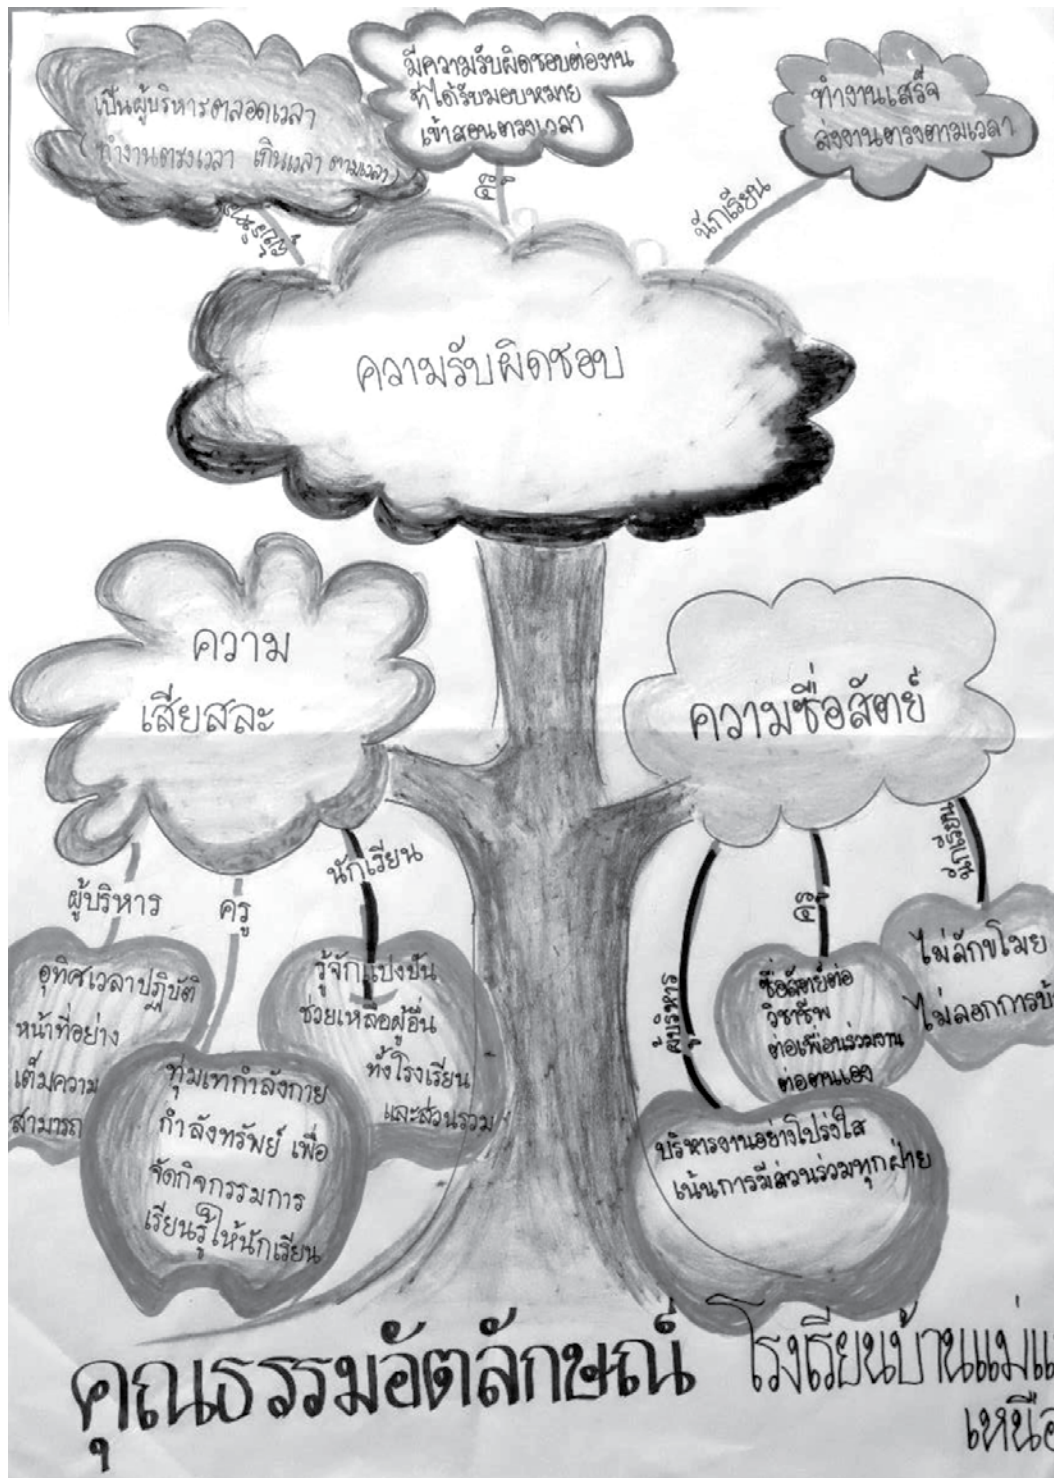 เป็นผู้บริหารตลอดเวลา
ทำงานตรงเวลา เกินเวลา ตามเวลา
มีความรับผิดชอบต่องาน
ที่ได้รับมอบหมาย
เข้าสอนตรงเวลา
ครู
ทำงานเสร็จ
ส่งงานตรงตามเวลา
นักเรียน
ความรับผิดชอบ
ความ
เสียสละ
ผู้บริหาร
อุทิศเวลาปฏิบัติ
หน้าที่อย่าง
เต็มความ
สามารถ
ครู
ทุ่มเทกำลังกาย
กำลังทรัพย์ เพื่อ
จัดกิจกรรมการ
เรียนรู้ให้นักเรียน
นักเรียน
รู้จักแบ่งปัน
ช่วยเหลือผู้อื่น
ทั้งโรงเรียน
และส่วนรวม
ความซื่อสัตย์
ผู้บริหาร
บริหารงานอย่างโปร่งใส
เน้นการมีส่วนร่วมทุกฝ่าย
ครู
ซื่อสัตย์ต่อ
วิชาชีพ
ต่อเพื่อนร่วมงาน
ต่อตนเอง
นักเรียน
ไม่ลักขโมย
ไม่ลอกการบ้
คุณธรรมอัตลักษณ์ โรงเรียนบ้านแม่แ
เหนือ